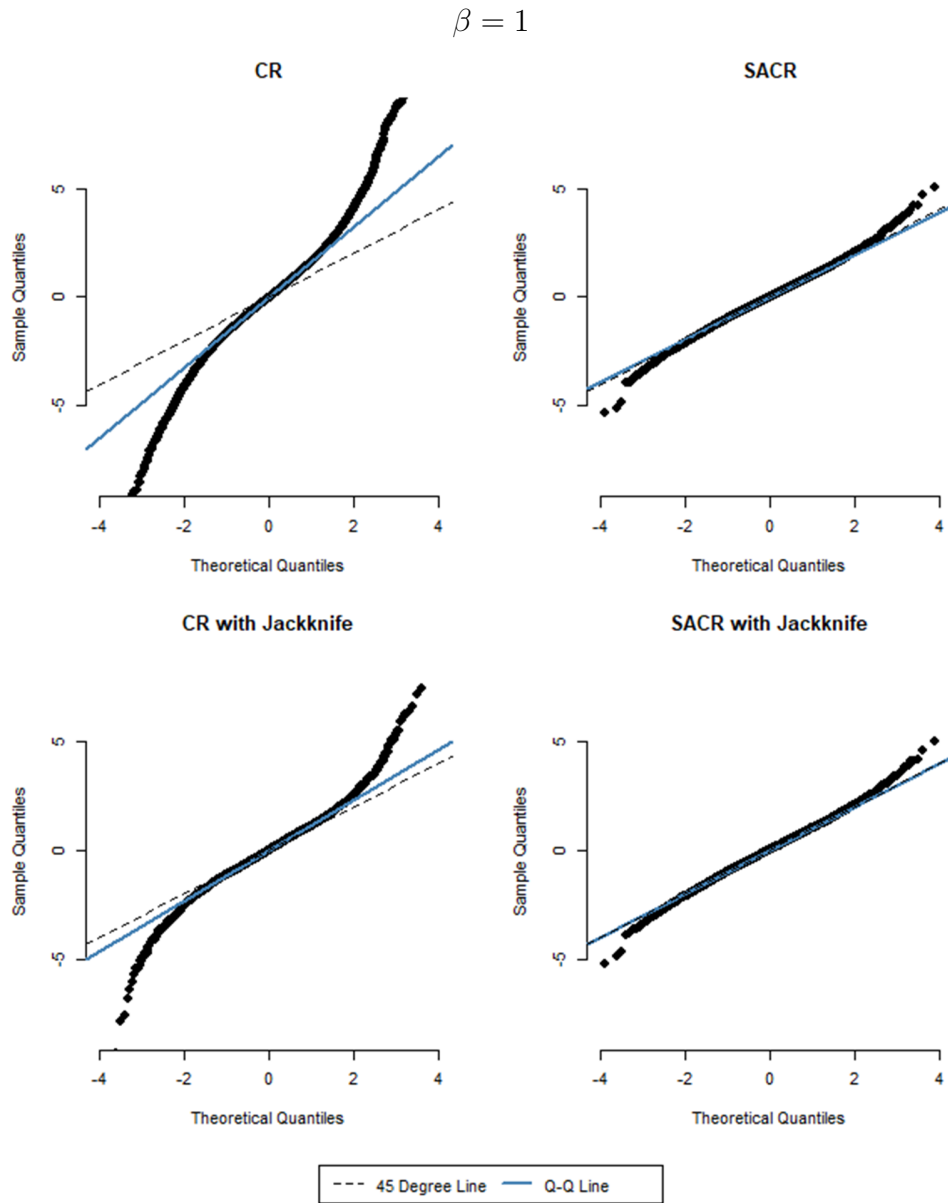 β = 1
CR
SACR
Sample Quantiles
5
0
-5
-4 -2 0 2 4
Theoretical Quantiles
Sample Quantiles
5
0
-5
-4 -2 0 2 4
Theoretical Quantiles
CR with Jackknife
SACR with Jackknife
Sample Quantiles
5
0
-5
-4 -2 0 2 4
Theoretical Quantiles
Sample Quantiles
5
0
-5
-4 -2 0 2 4
Theoretical Quantiles
45 Degree Line
Q-Q Line